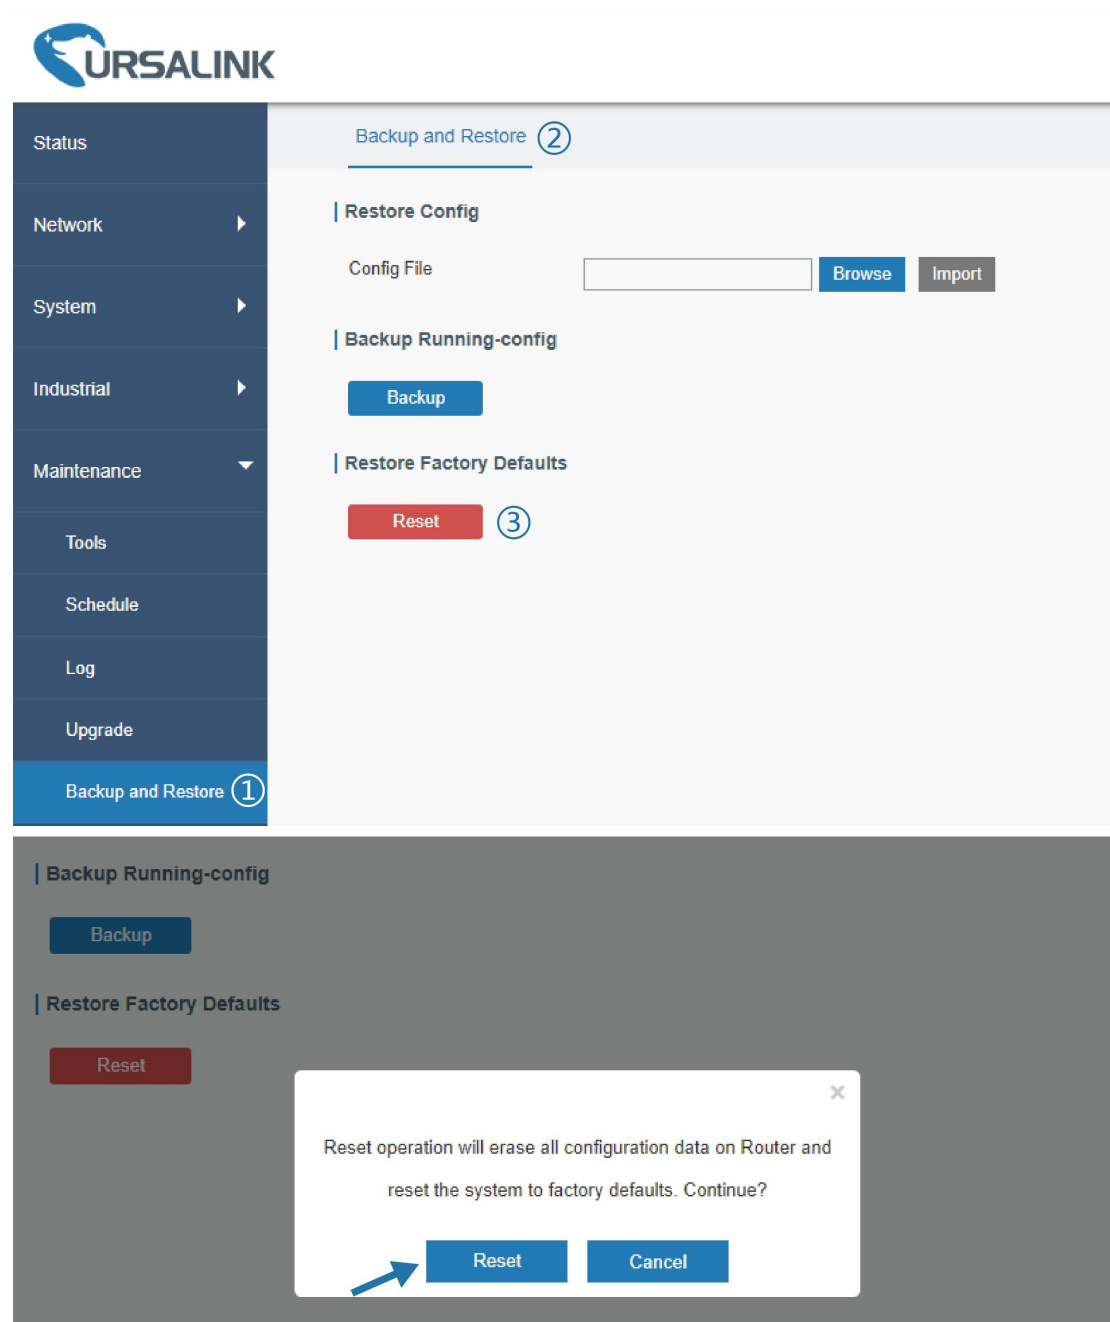 URSALINK
Status
Backup and Restore ②
Network
Restore Config
Config File
Browse
Import
System
Backup Running-config
Industrial
Backup
Maintenance
Restore Factory Defaults
Reset ③
Tools
Schedule
Log
Upgrade
Backup and Restore ①
Backup Running-config
Backup
Restore Factory Defaults
Reset
×
Reset operation will erase all configuration data on Router and
reset the system to factory defaults. Continue?
Reset
Cancel